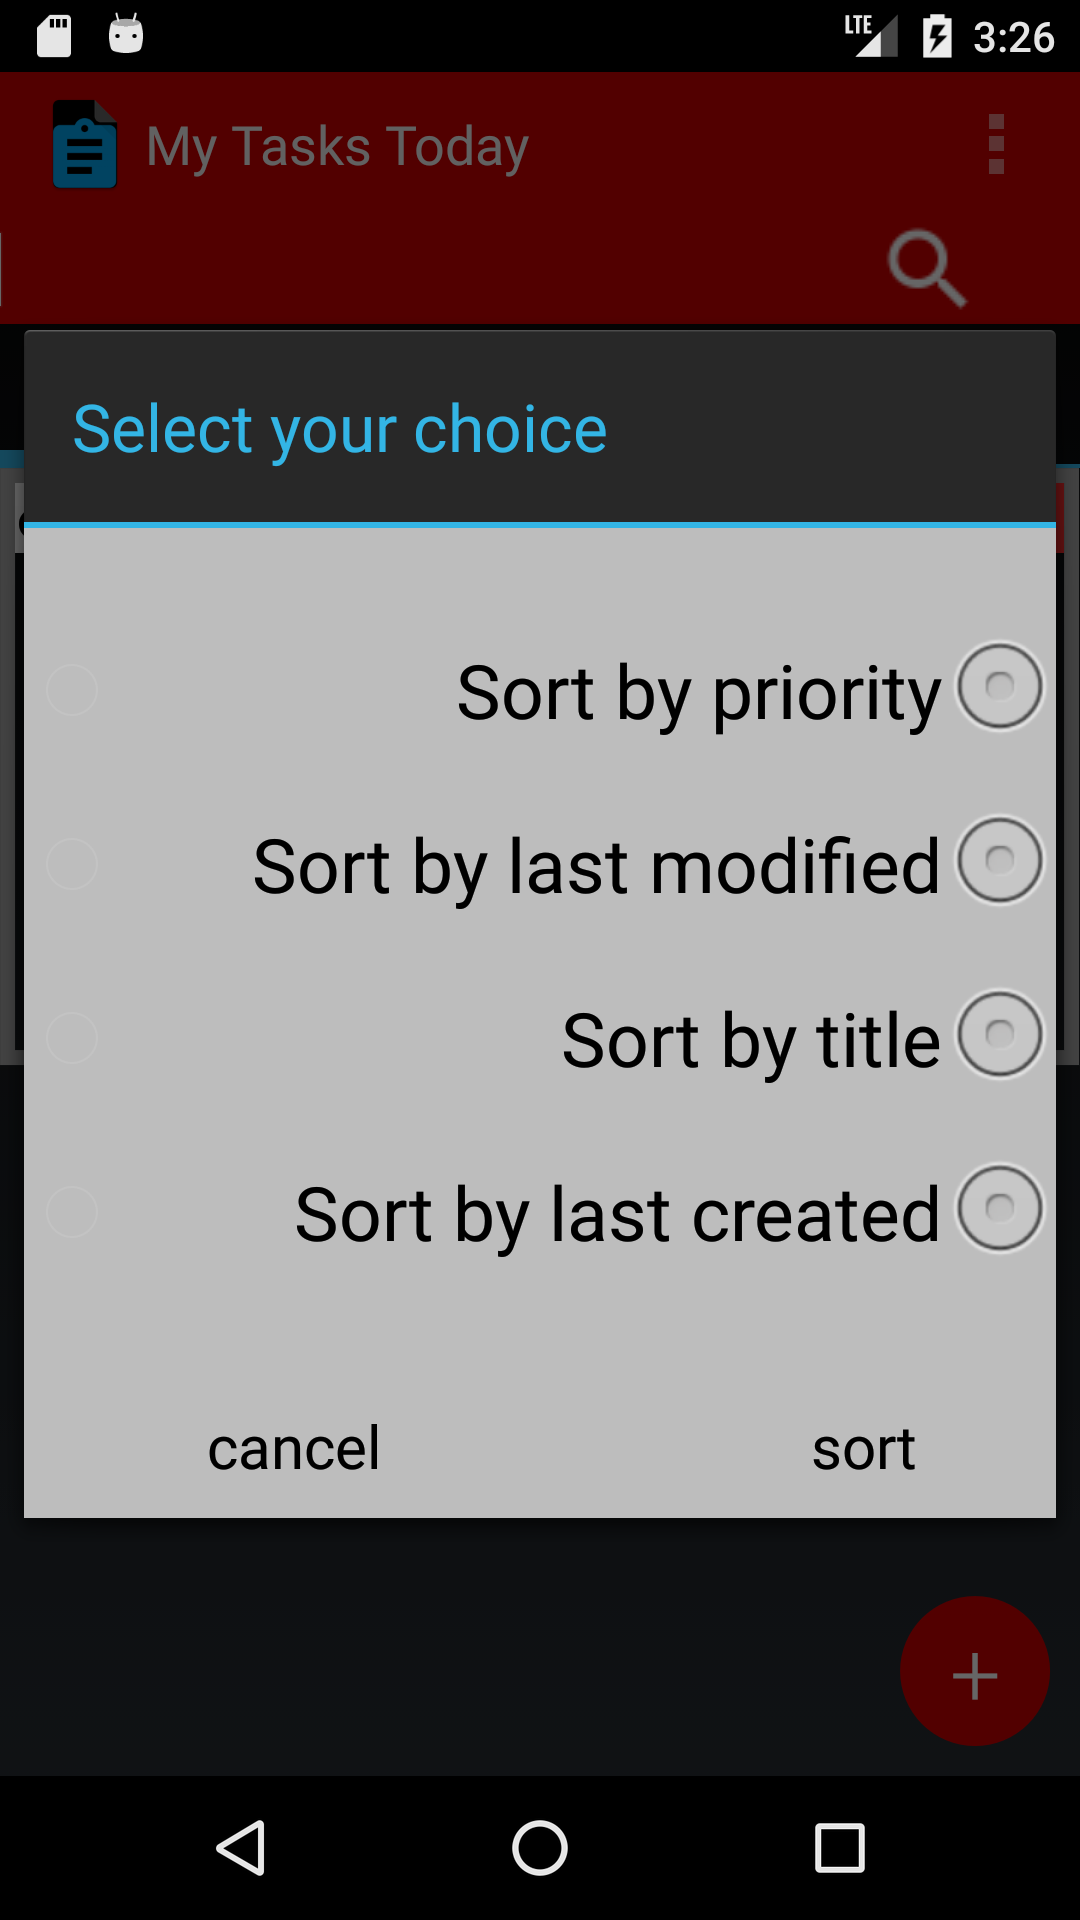 LTE 3:26
My Tasks Today
Select your choice
Sort by priority
Sort by last modified
Sort by title
Sort by last created
cancel sort
+